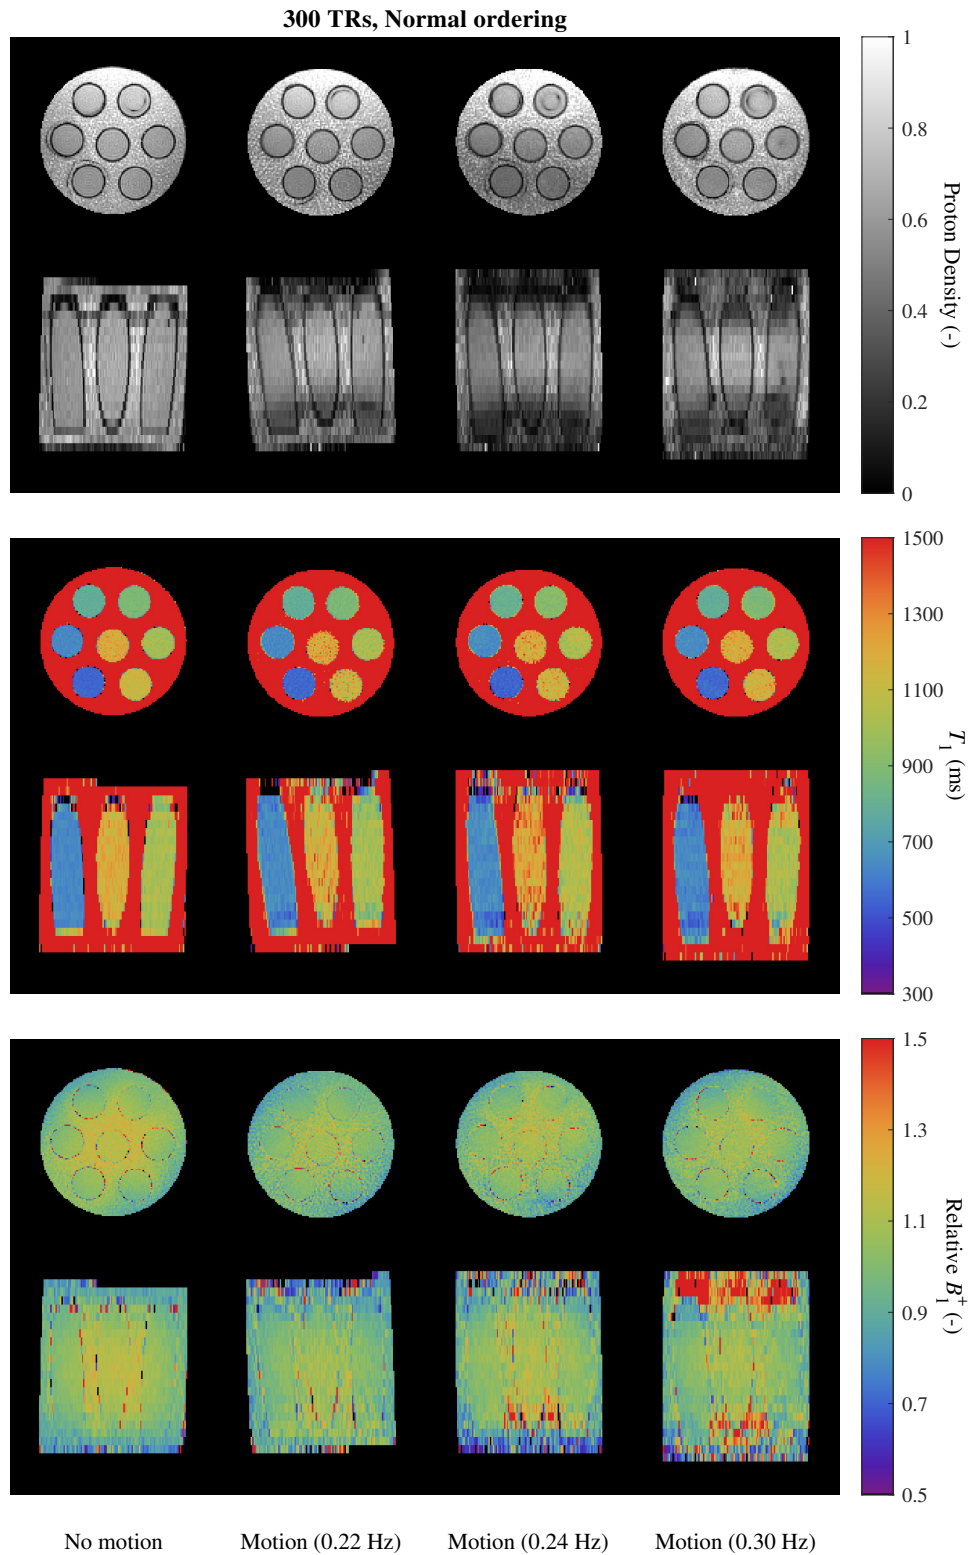 300 TRs, Normal ordering
1
0.8
0.6
0.4
0.2
0
Proton Density (-)
1500
1300
1100
900
700
500
300
T1 (ms)
1.5
1.3
1.1
0.9
0.7
0.5
Relative B1+ (-)
No motion
Motion (0.22 Hz)
Motion (0.24 Hz)
Motion (0.30 Hz)